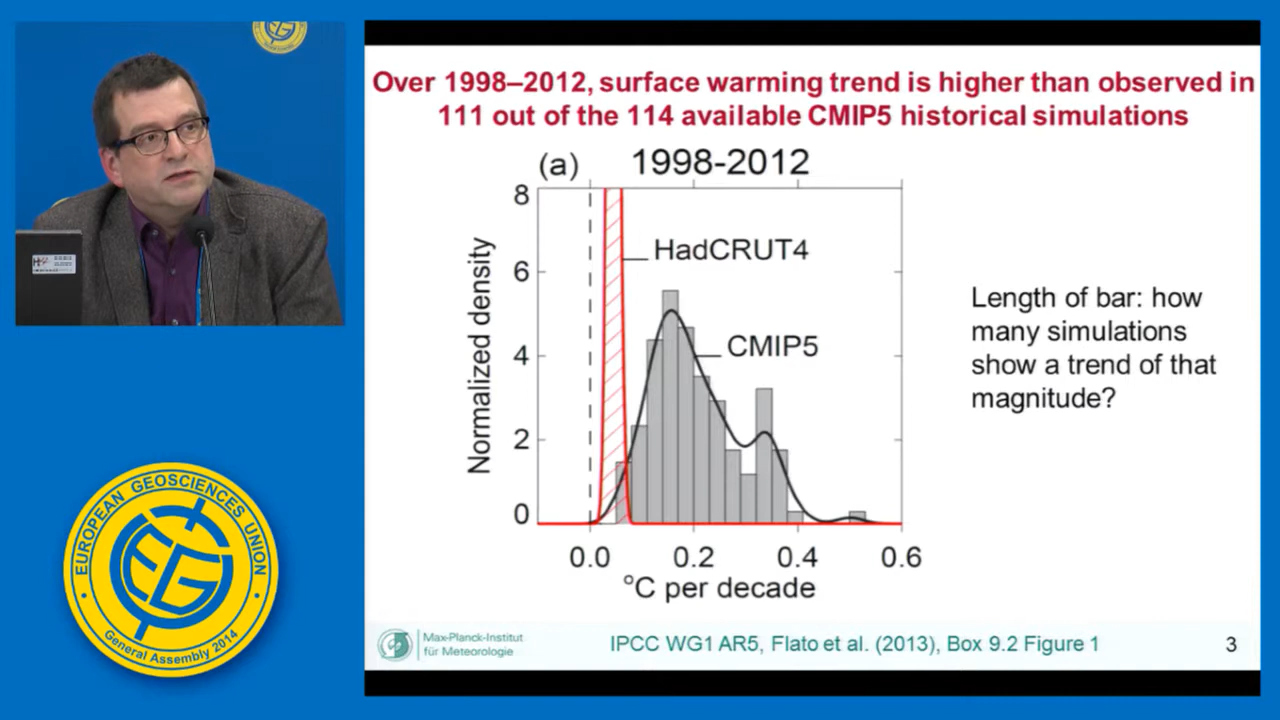 Over 1998–2012, surface warming trend is higher than observed in
111 out of the 114 available CMIP5 historical simulations
(a) 1998-2012
8
6
4
2
0
Normalized density
HadCRUT4
CMIP5
0.0 0.2 0.4 0.6
°C per decade
Length of bar: how
many simulations
show a trend of that
magnitude?
EUROPEAN GEOSCIENCES UNION
EGU
General Assembly 2014
Max-Planck-Institut
für Meteorologie
IPCC WG1 AR5, Flato et al. (2013), Box 9.2 Figure 1
3